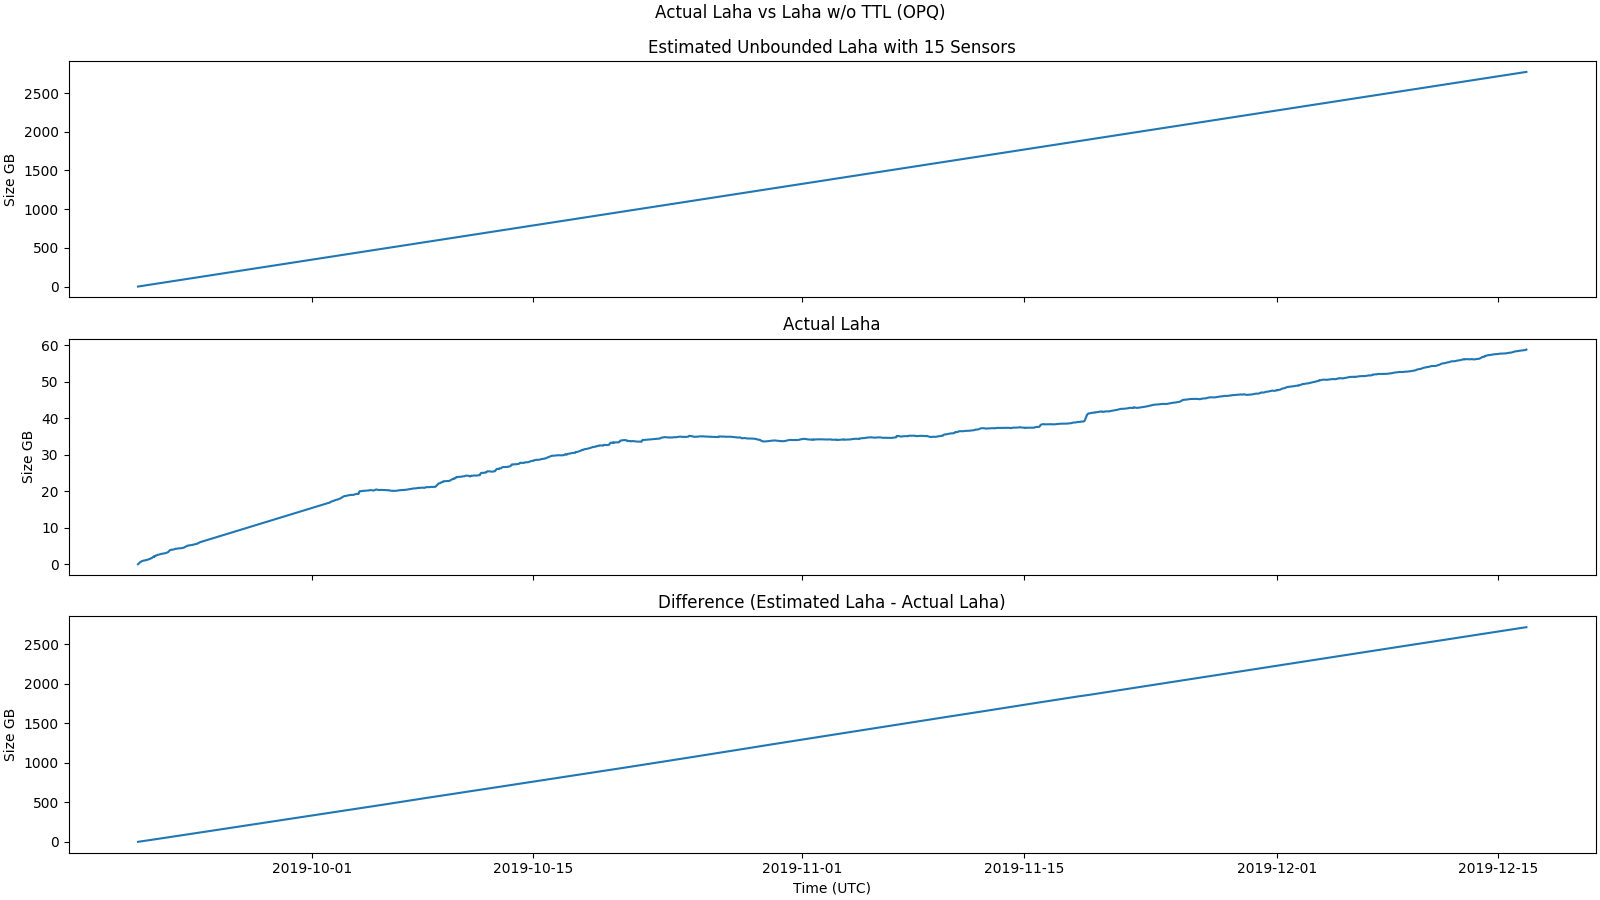 Actual Laha vs Laha w/o TTL (OPQ)
Estimated Unbounded Laha with 15 Sensors
Size GB
2500
2000
1500
1000
500
0
Actual Laha
Size GB
60
50
40
30
20
10
0
Difference (Estimated Laha - Actual Laha)
Size GB
2500
2000
1500
1000
500
0
2019-10-01 2019-10-15 2019-11-01 2019-11-15 2019-12-01 2019-12-15
Time (UTC)